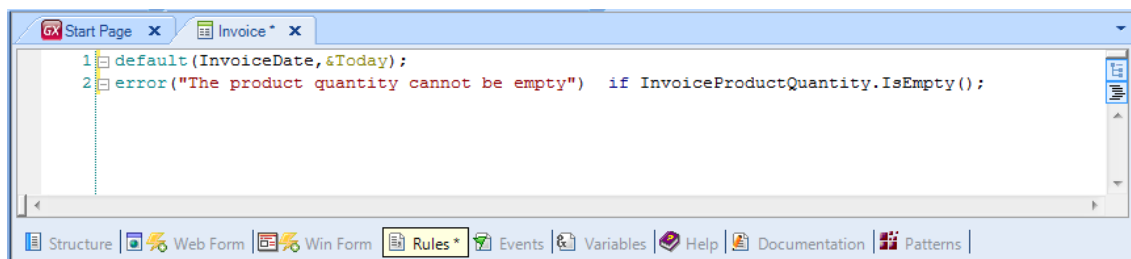 GX Start Page X Invoice * X
1 default(InvoiceDate,&Today);
2 error("The product quantity cannot be empty")  if InvoiceProductQuantity.IsEmpty();
Structure Web Form Win Form Rules * Events Variables Help Documentation Patterns